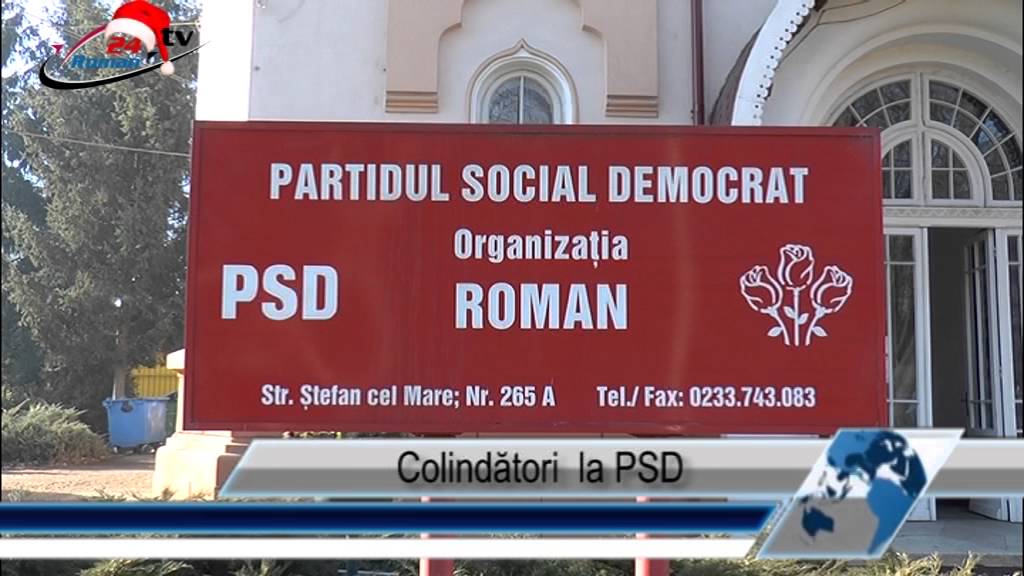 24 tv
Roman
PARTIDUL SOCIAL DEMOCRAT
Organizația
PSD
ROMAN
Str. Ștefan cel Mare; Nr. 265 A Tel./ Fax: 0233.743.083
Colindători la PSD